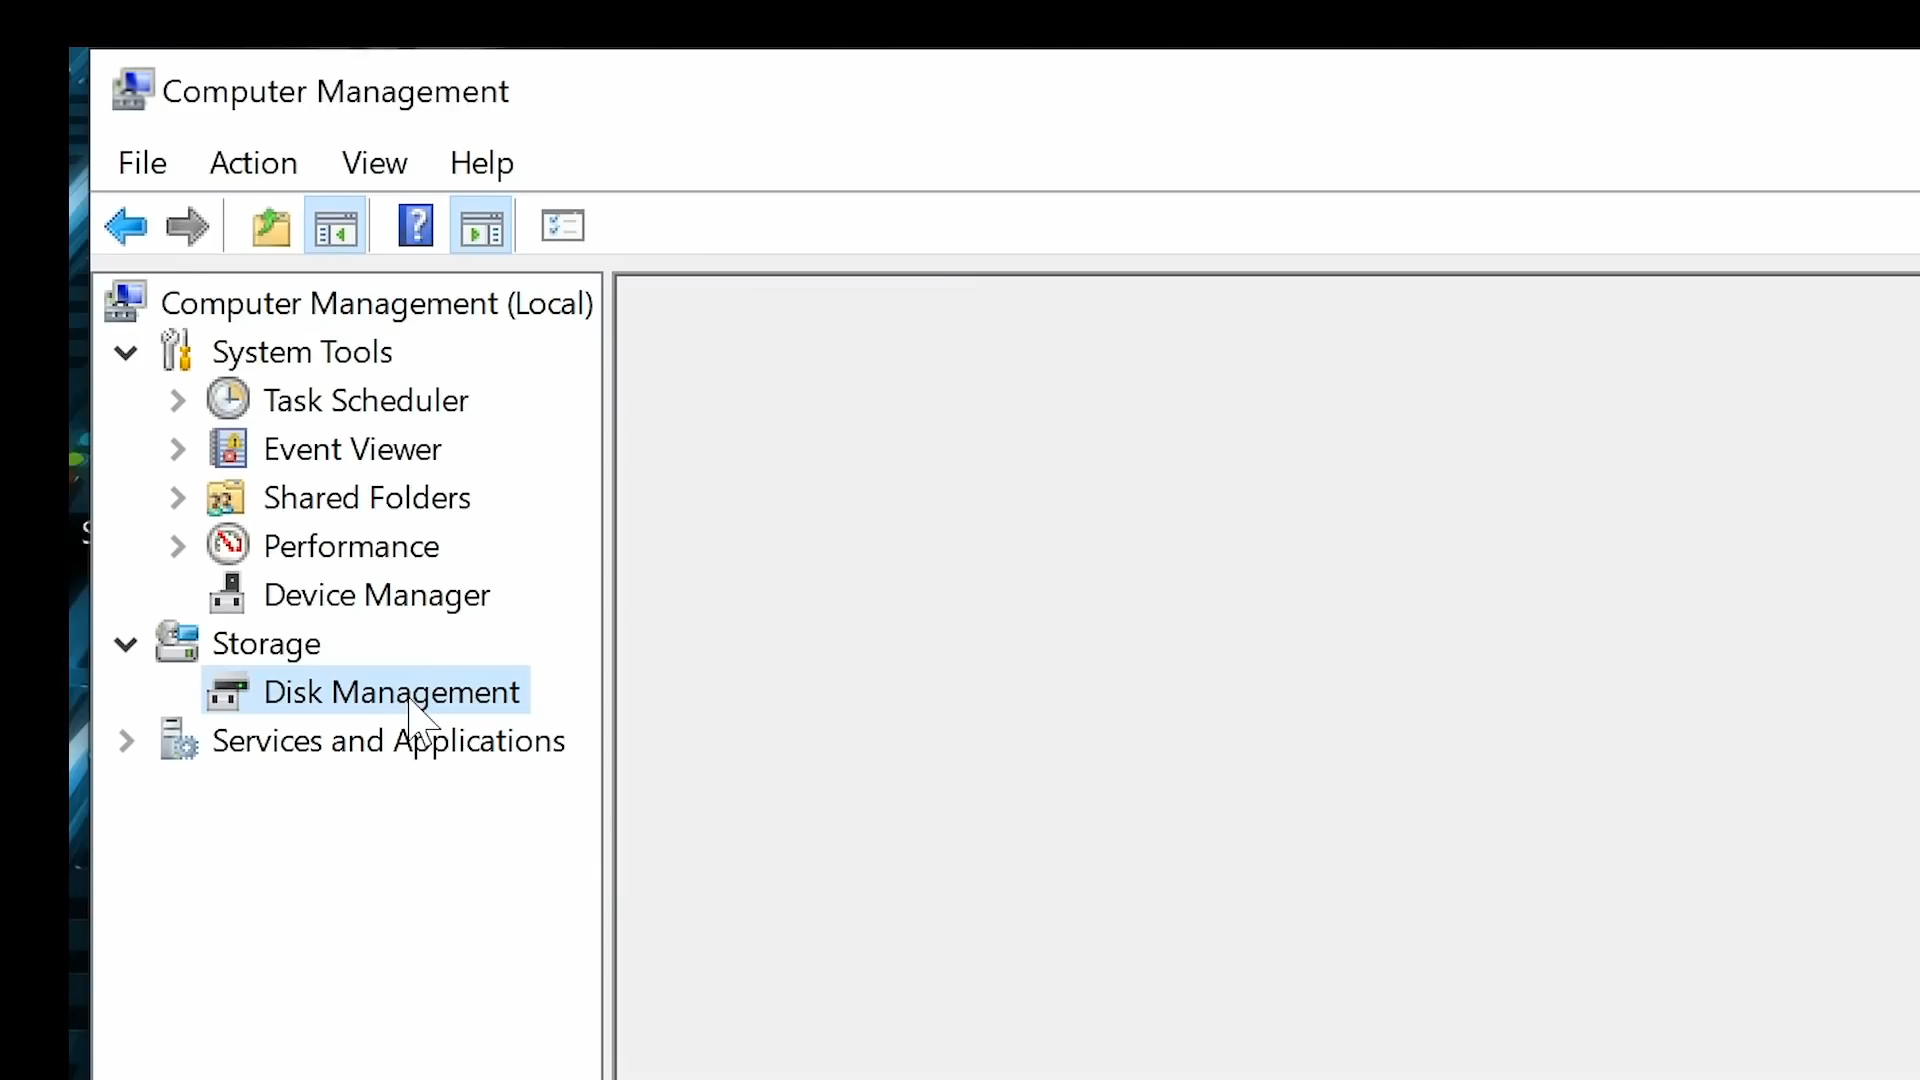 Computer Management
File Action View Help
Computer Management (Local)
System Tools
Task Scheduler
Event Viewer
Shared Folders
Performance
Device Manager
Storage
Disk Management
Services and Applications